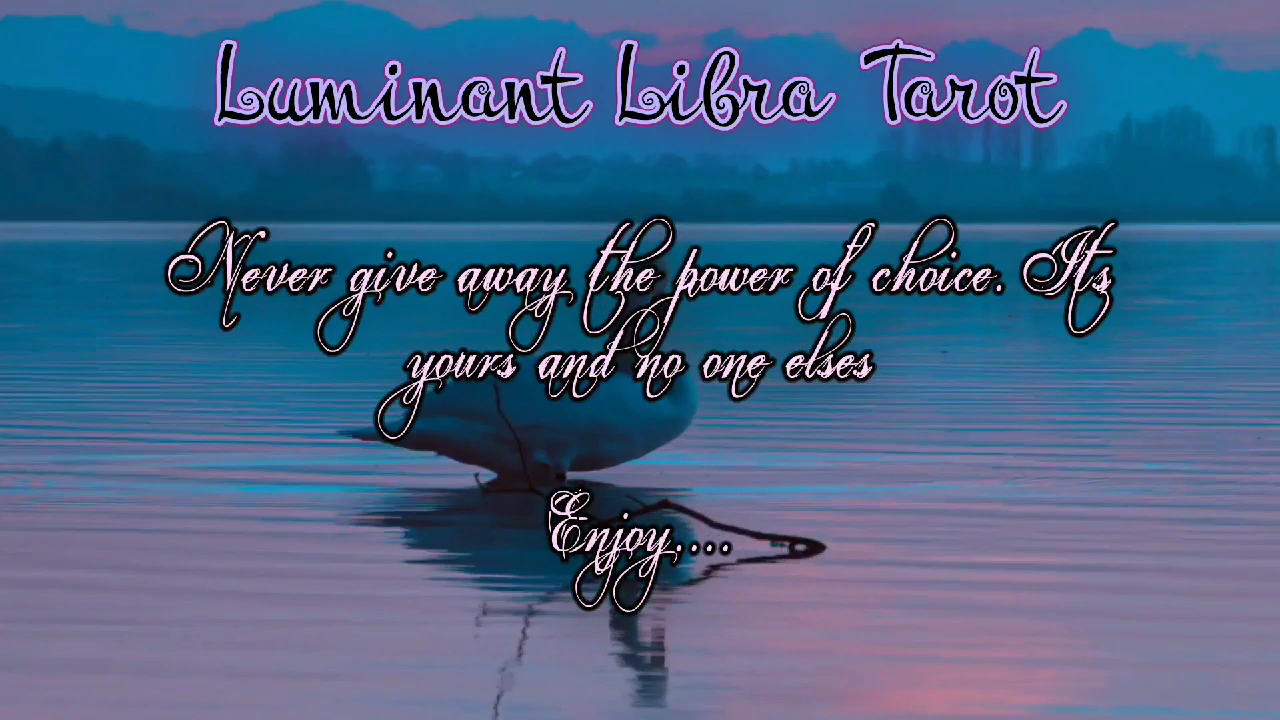 Luminant Libra Tarot
Never give away the power of choice. Its
yours and no one elses
Enjoy....